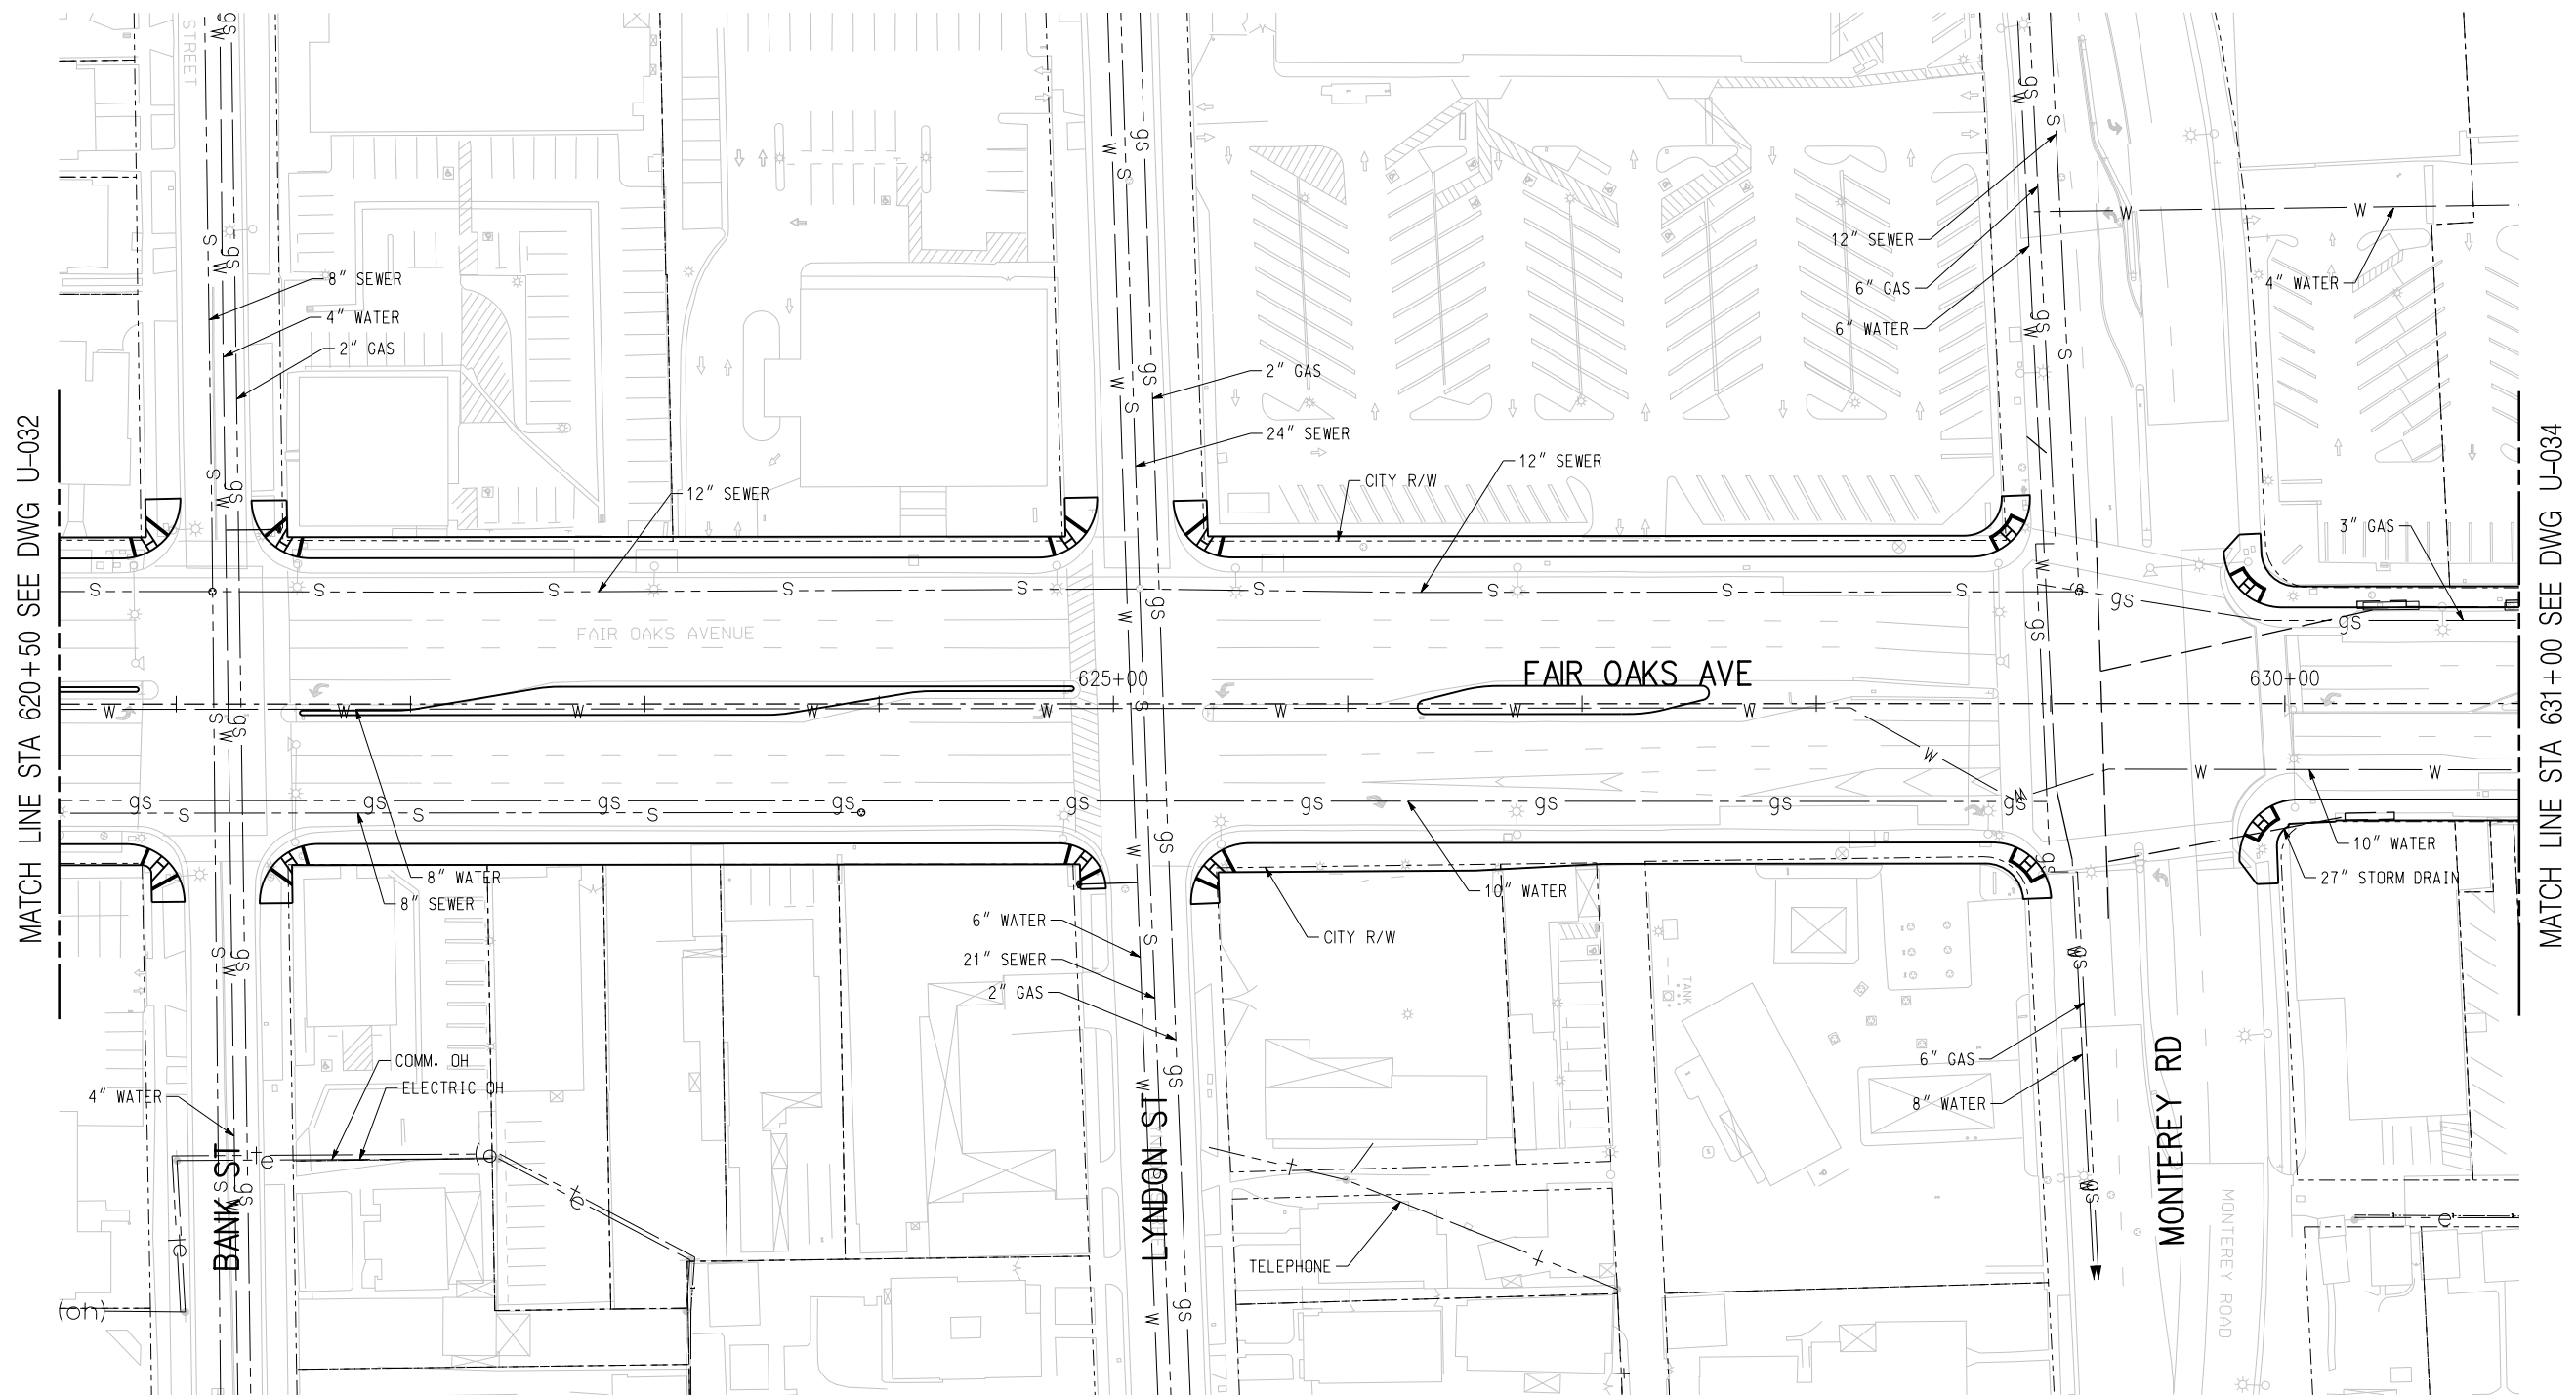 STREET
8" SEWER
4" WATER
2" GAS
12" SEWER
2" GAS
24" SEWER
CITY R/W
12" SEWER
12" SEWER
6" GAS
6" WATER
4" WATER
3" GAS
MATCH LINE STA 620+50 SEE DWG U-032
MATCH LINE STA 631+00 SEE DWG U-034
FAIR OAKS AVENUE
FAIR OAKS AVE
625+00
630+00
8" WATER
8" SEWER
10" WATER
10" WATER
27" STORM DRAIN
CITY R/W
6" WATER
21" SEWER
2" GAS
TANK
COMM. OH
ELECTRIC OH
4" WATER
6" GAS
8" WATER
BANK ST
LYNDON ST
MONTEREY RD
MONTEREY ROAD
TELEPHONE
(oh)